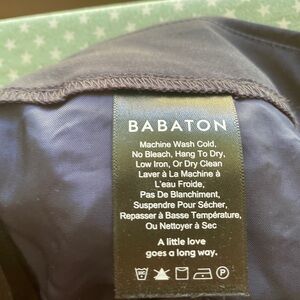 BABATON
Machine Wash Cold,
No Bleach, Hang To Dry,
Low Iron, Or Dry Clean
Laver à La Machine à
L'eau Froide,
Pas De Blanchiment,
Suspendre Pour Sécher,
Repasser à Basse Température,
Ou Nettoyer à Sec
A little love
goes a long way.
P